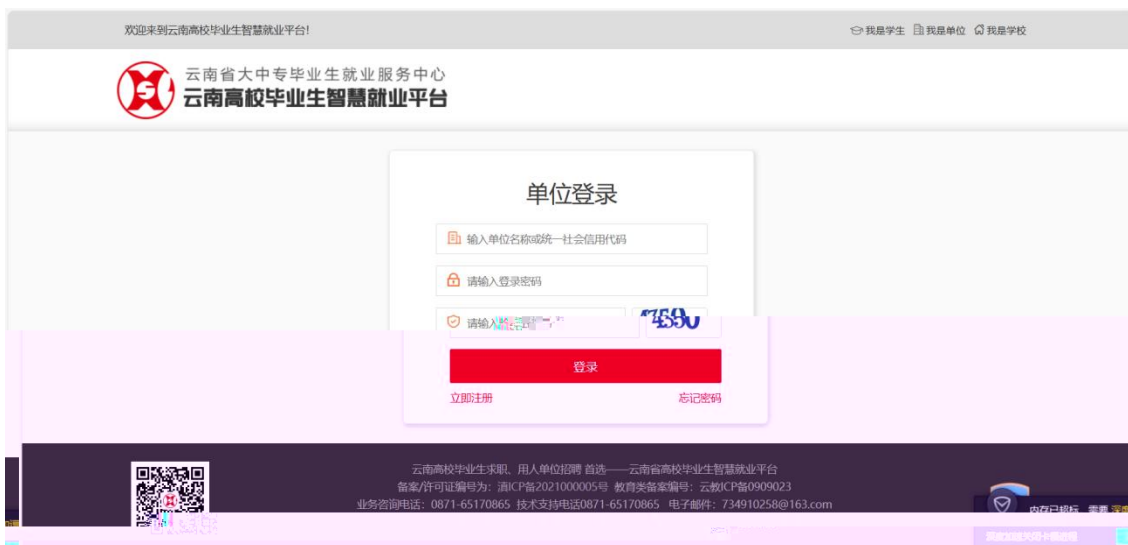 欢迎来到云南高校毕业生智慧就业平台！
我是学生 我是单位 我是学校
云南省大中专毕业生就业服务中心
云南高校毕业生智慧就业平台
单位登录
输入单位名称或统一社会信用代码
请输入登录密码
请输入
登录
立即注册 忘记密码
云南高校毕业生求职、用人单位招聘 首选——云南省高校毕业生智慧就业平台
备案/许可证编号为：滇ICP备2021000005号 教育类备案编号：云教ICP备0909023
业务咨询电话：0871-65170865 技术支持电话0871-65170865 电子邮件：734910258@163.com
内存已超标 需要